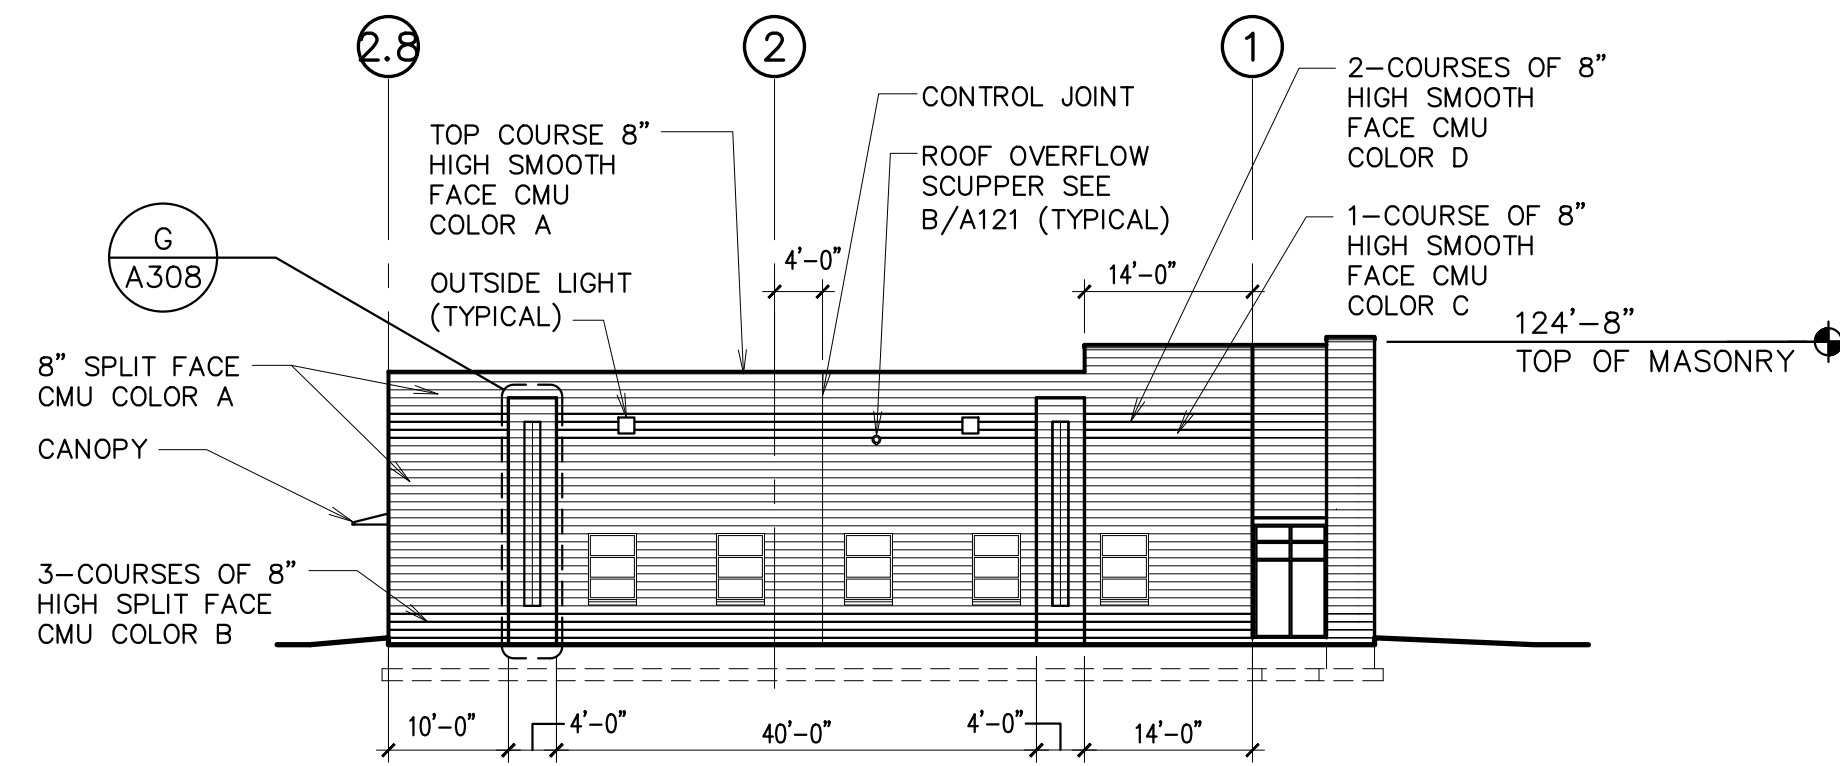 2.8
2
1
2-COURSES OF 8"
HIGH SMOOTH
FACE CMU
COLOR D
CONTROL JOINT
TOP COURSE 8"
HIGH SMOOTH
FACE CMU
COLOR A
ROOF OVERFLOW
SCUPPER SEE
B/A121 (TYPICAL)
1-COURSE OF 8"
HIGH SMOOTH
FACE CMU
COLOR C
G
A308
4'-0"
14'-0"
OUTSIDE LIGHT
(TYPICAL)
124'-8"
TOP OF MASONRY
8" SPLIT FACE
CMU COLOR A
CANOPY
3-COURSES OF 8"
HIGH SPLIT FACE
CMU COLOR B
10'-0"
4'-0"
40'-0"
4'-0"
14'-0"